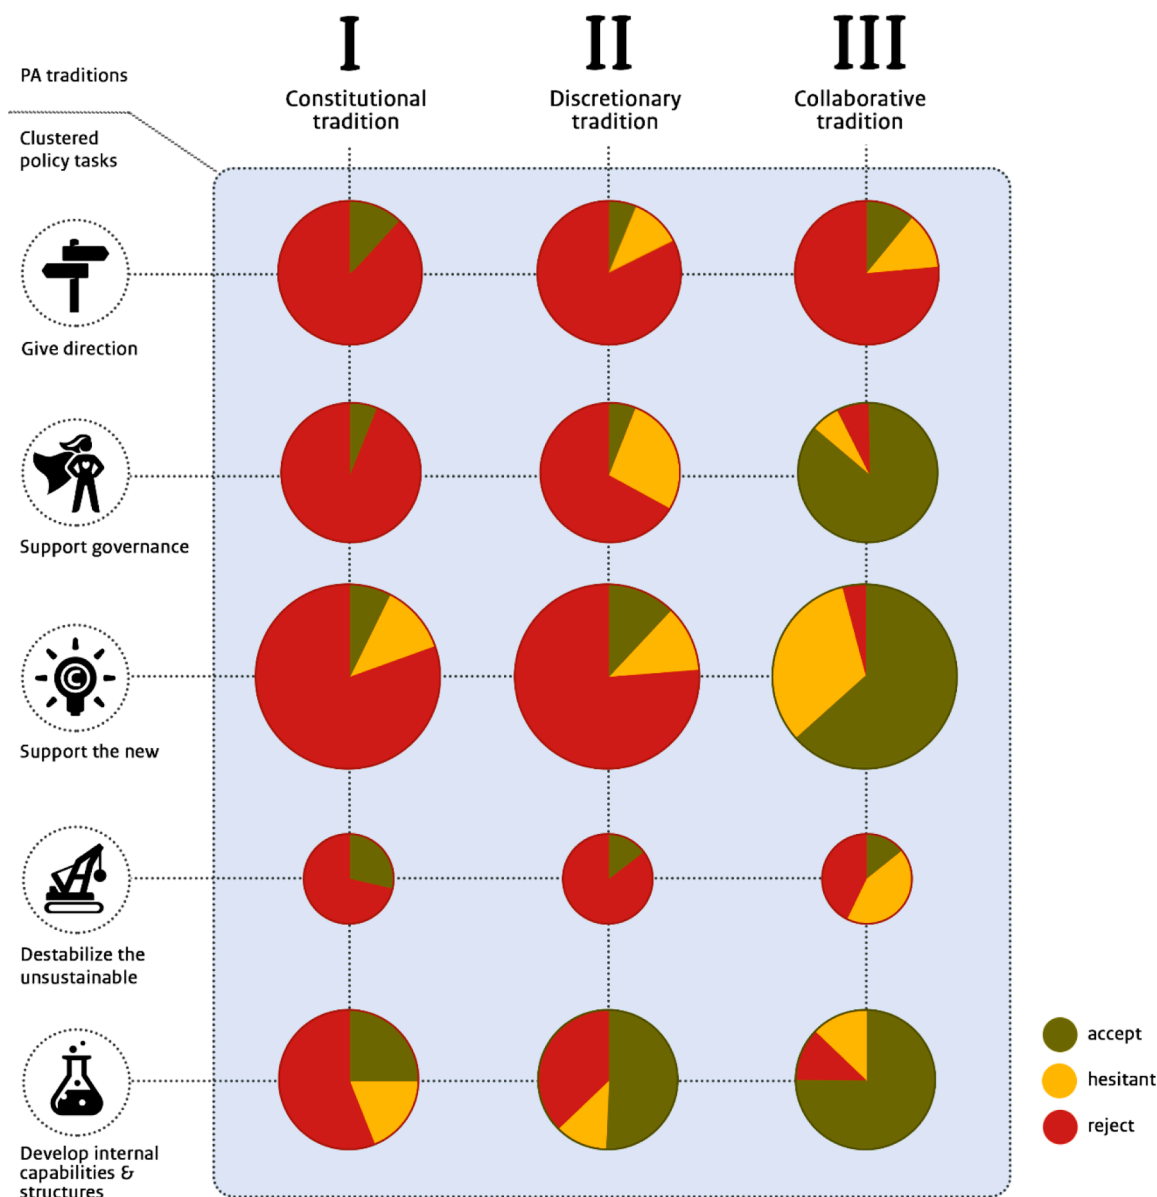 I
II
III
PA traditions
Constitutional
tradition
Discretionary
tradition
Collaborative
tradition
Clustered
policy tasks
Give direction
Support governance
C
Support the new
Destabilize the
unsustainable
accept
hesitant
reject
Develop internal
capabilities &
structures